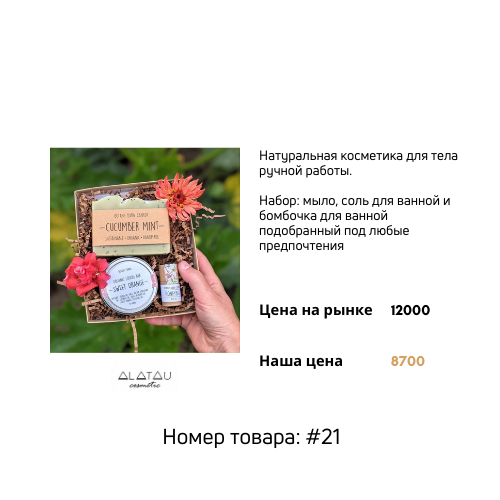 Натуральная косметика для тела
ручной работы.
Набор: мыло, соль для ванной и
бомбочка для ванной
подобранный под любые
предпочтения
CUCUMBER MINT
SWEET ORANGE
Цена на рынке 12000
Наша цена 8700
ALATAU
cosmetic
Номер товара: #21